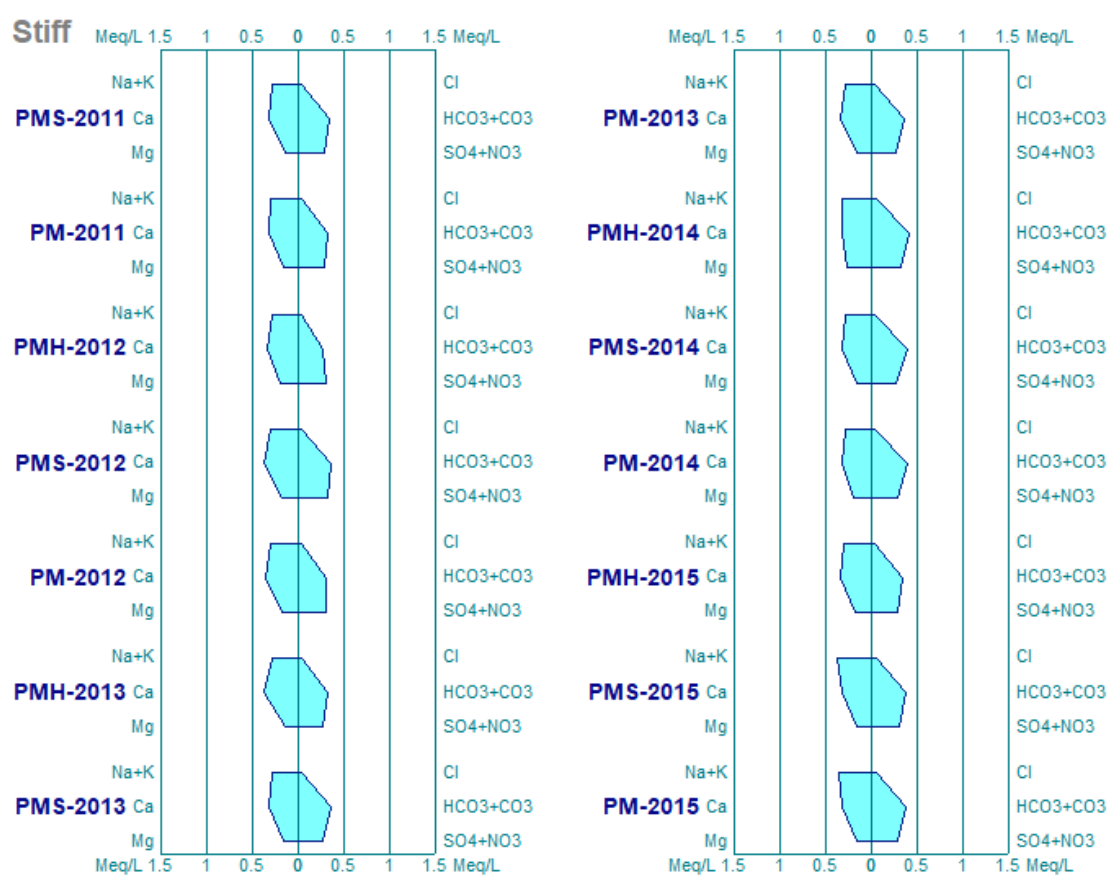 Stiff
Meq/L 1.5 1 0.5 0 0.5 1 1.5 Meq/L
Na+K Cl
PMS-2011 Ca HCO3+CO3
Mg SO4+NO3
Na+K Cl
PM-2011 Ca HCO3+CO3
Mg SO4+NO3
Na+K Cl
PMH-2012 Ca HCO3+CO3
Mg SO4+NO3
Na+K Cl
PMS-2012 Ca HCO3+CO3
Mg SO4+NO3
Na+K Cl
PM-2012 Ca HCO3+CO3
Mg SO4+NO3
Na+K Cl
PMH-2013 Ca HCO3+CO3
Mg SO4+NO3
Na+K Cl
PMS-2013 Ca HCO3+CO3
Mg SO4+NO3
Meq/L 1.5 1 0.5 0 0.5 1 1.5 Meq/L
Meq/L 1.5 1 0.5 0 0.5 1 1.5 Meq/L
Na+K Cl
PM-2013 Ca HCO3+CO3
Mg SO4+NO3
Na+K Cl
PMH-2014 Ca HCO3+CO3
Mg SO4+NO3
Na+K Cl
PMS-2014 Ca HCO3+CO3
Mg SO4+NO3
Na+K Cl
PM-2014 Ca HCO3+CO3
Mg SO4+NO3
Na+K Cl
PMH-2015 Ca HCO3+CO3
Mg SO4+NO3
Na+K Cl
PMS-2015 Ca HCO3+CO3
Mg SO4+NO3
Na+K Cl
PM-2015 Ca HCO3+CO3
Mg SO4+NO3
Meq/L 1.5 1 0.5 0 0.5 1 1.5 Meq/L